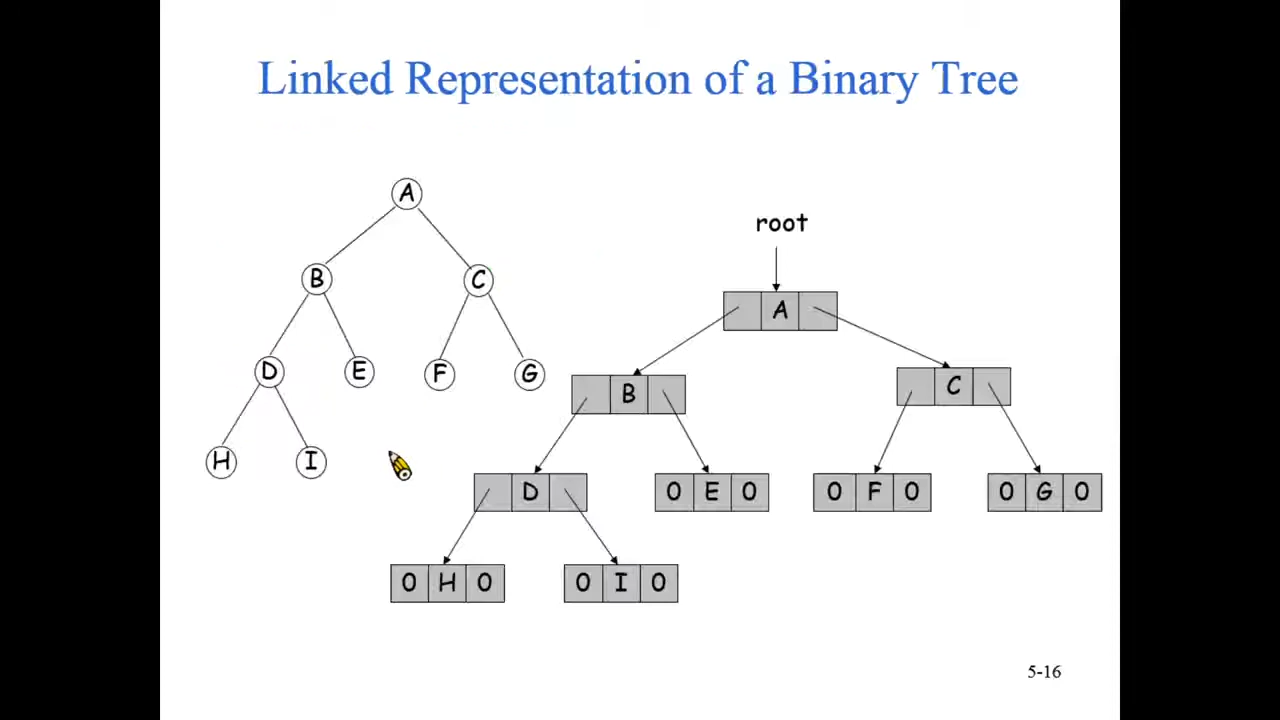 Linked Representation of a Binary Tree
A
B C
D E F G
H I
root
A
B C
D 0 E 0 0 F 0 0 G 0
0 H 0 0 I 0
5-16